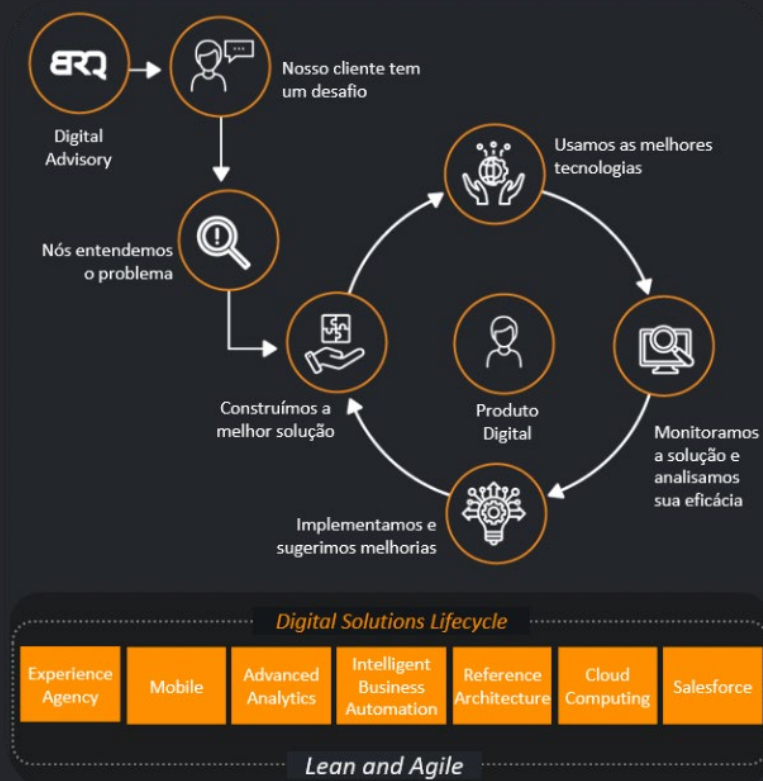 BRQ
Digital
Advisory
Nosso cliente tem
um desafio
Nós entendemos
o problema
Usamos as melhores
tecnologias
Construímos a
melhor solução
Produto
Digital
Monitoramos
a solução e
analisamos
sua eficácia
Implementamos e
sugerimos melhorias
Digital Solutions Lifecycle
Experience
Agency
Mobile
Advanced
Analytics
Intelligent
Business
Automation
Reference
Architecture
Cloud
Computing
Salesforce
Lean and Agile